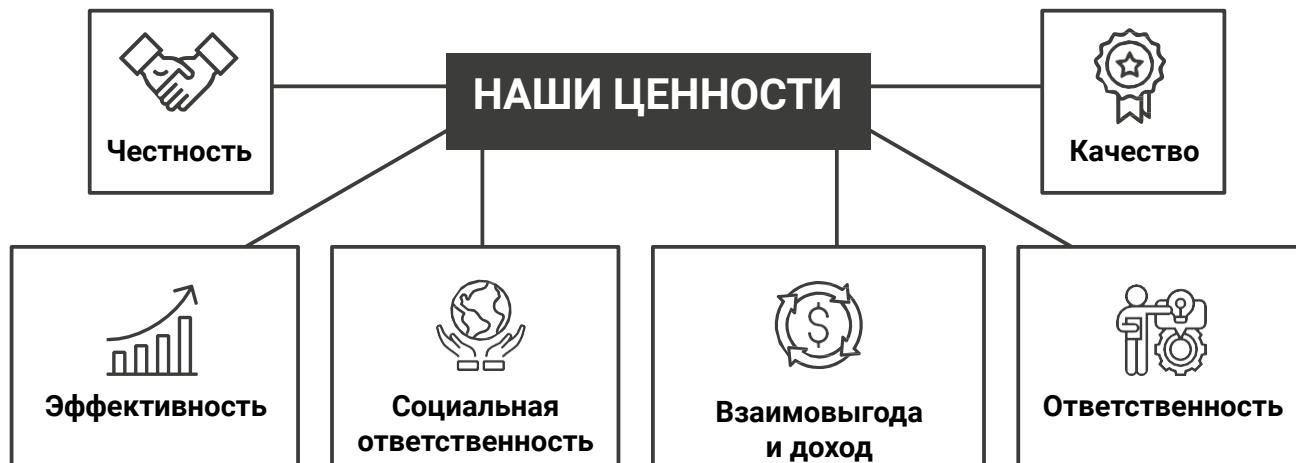 НАШИ ЦЕННОСТИ
Честность
Качество
Эффективность
Социальная
ответственность
Взаимовыгода
и доход
Ответственность